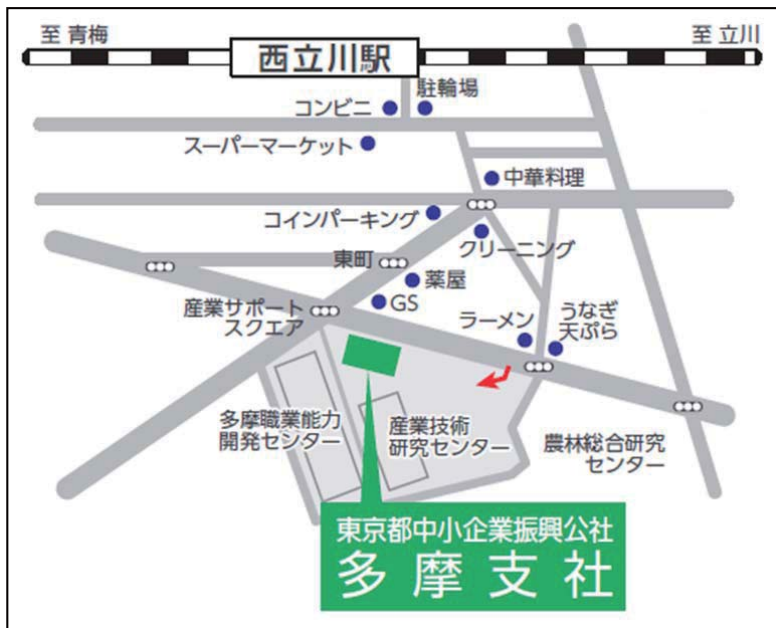 至 青梅
西立川駅
至 立川
駐輪場
コンビニ
スーパーマーケット
中華料理
コインパーキング
クリーニング
東町
薬屋
GS
産業サポート
スクエア
ラーメン
うなぎ
天ぷら
多摩職業能力
開発センター
産業技術
研究センター
農林総合研究
センター
東京都中小企業振興公社
多摩支社